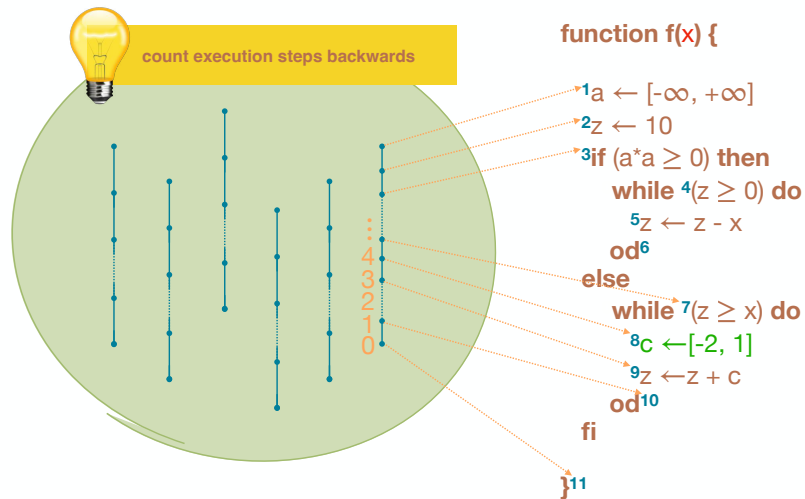 count execution steps backwards
function f(x) {
1a ← [-∞, +∞]
2z ← 10
3if (a*a ≥ 0) then
while 4(z ≥ 0) do
5z ← z - x
od6
else
while 7(z ≥ x) do
8c ←[-2, 1]
9z ←z + c
od10
fi
}11
⋮
4
3
2
1
0